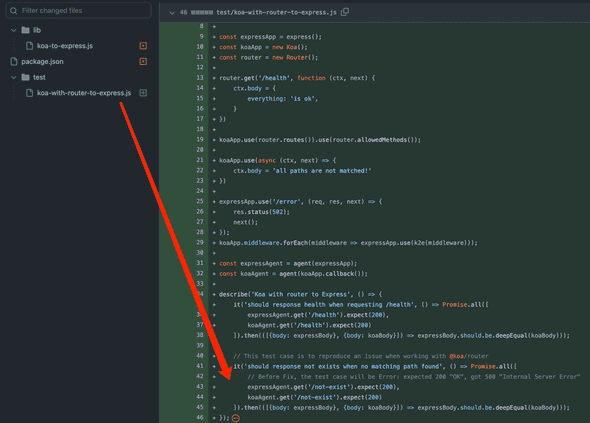 Filter changed files
lib
koa-to-express.js
package.json
test
koa-with-router-to-express.js
45 test/koa-with-router-to-express.js
8 +
9 + const expressApp = express();
10 + const koaApp = new Koa();
11 + const router = new Router();
12 +
13 + router.get('/health', function (ctx, next) {
14 + ctx.body = {
15 + everything: 'is ok',
16 + }
17 + })
18 +
19 + koaApp.use(router.routes()).use(router.allowedMethods());
20 +
21 + koaApp.use(async (ctx, next) => {
22 + ctx.body = 'all paths are not matched!'
23 + })
24 +
25 + expressApp.use('/error', (req, res, next) => {
26 + res.status(502);
27 + next();
28 + });
29 + koaApp.middleware.forEach(middleware => expressApp.use(k2e(middleware)));
30 +
31 + const expressAgent = agent(expressApp);
32 + const koaAgent = agent(koaApp.callback());
33 +
34 + describe('Koa with router to Express', () => {
+ it('should response health when requesting /health', () => Promise.all([
36 + expressAgent.get('/health').expect(200),
37 + koaAgent.get('/health').expect(200)
38 + ]).then(([{body: expressBody}, {body: koaBody}]) => expressBody.should.be.deepEqual(koaBody)));
39 +
40 + // This test case is to reproduce an issue when working with @koa/router
41 + it('should response not exists when no matching path found', () => Promise.all([
42 + // Before Fix, the test case will be Error: expected 200 "OK", got 500 "Internal Server Error"
43 + expressAgent.get('/not-exist').expect(200),
44 + koaAgent.get('/not-exist').expect(200)
45 + ]).then(([{body: expressBody}, {body: koaBody}]) => expressBody.should.be.deepEqual(koaBody)));
46 + });